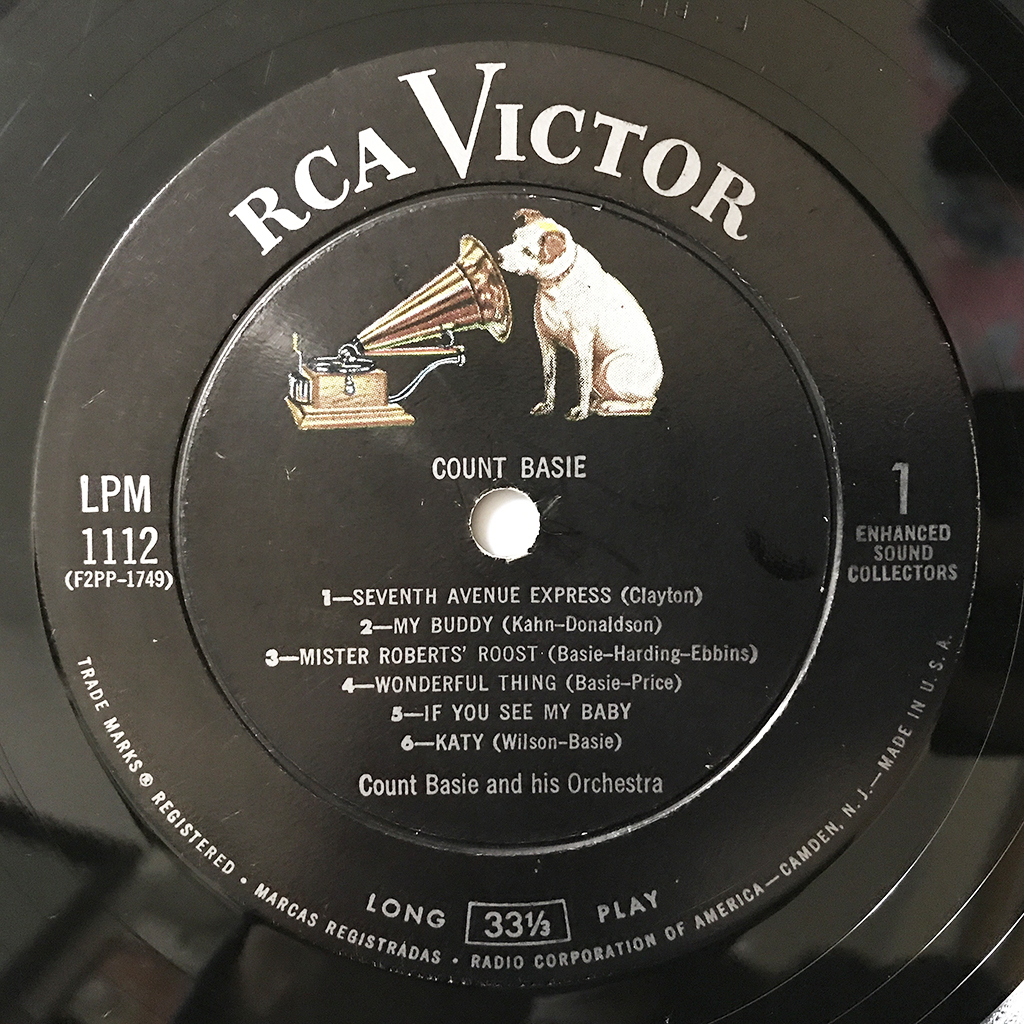 RCA VICTOR
COUNT BASIE
LPM
1112
(F2PP-1749)
1
ENHANCED
SOUND
COLLECTORS
1—SEVENTH AVENUE EXPRESS (Clayton)
2—MY BUDDY (Kahn-Donaldson)
3—MISTER ROBERTS' ROOST (Basie-Harding-Ebbins)
4—WONDERFUL THING (Basie-Price)
5—IF YOU SEE MY BABY
6—KATY (Wilson-Basie)
Count Basie and his Orchestra
LONG 33⅓ PLAY
TRADE MARKS ® REGISTERED • MARCAS REGISTRADAS • RADIO CORPORATION OF AMERICA—CAMDEN, N. J.—MADE IN U. S. A.